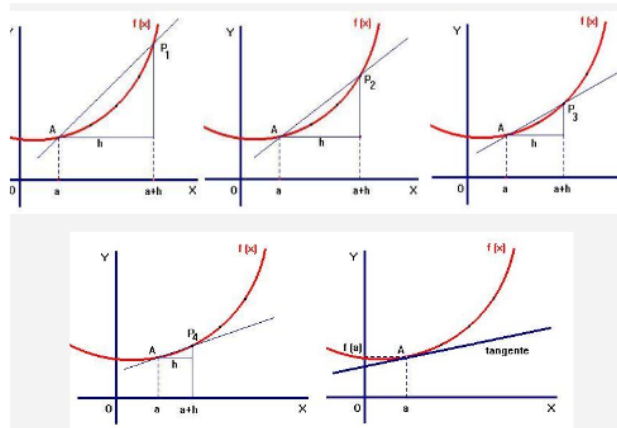 f (x)
P1
A
h
0
a
a+h
X
Y
f (x)
P2
A
h
0
a
a+h
X
Y
f (x)
P3
A
h
0
a
a+h
X
Y
f (x)
P4
A
h
0
a
a+h
X
Y
f (x)
f (a)
A
tangente
0
a
X